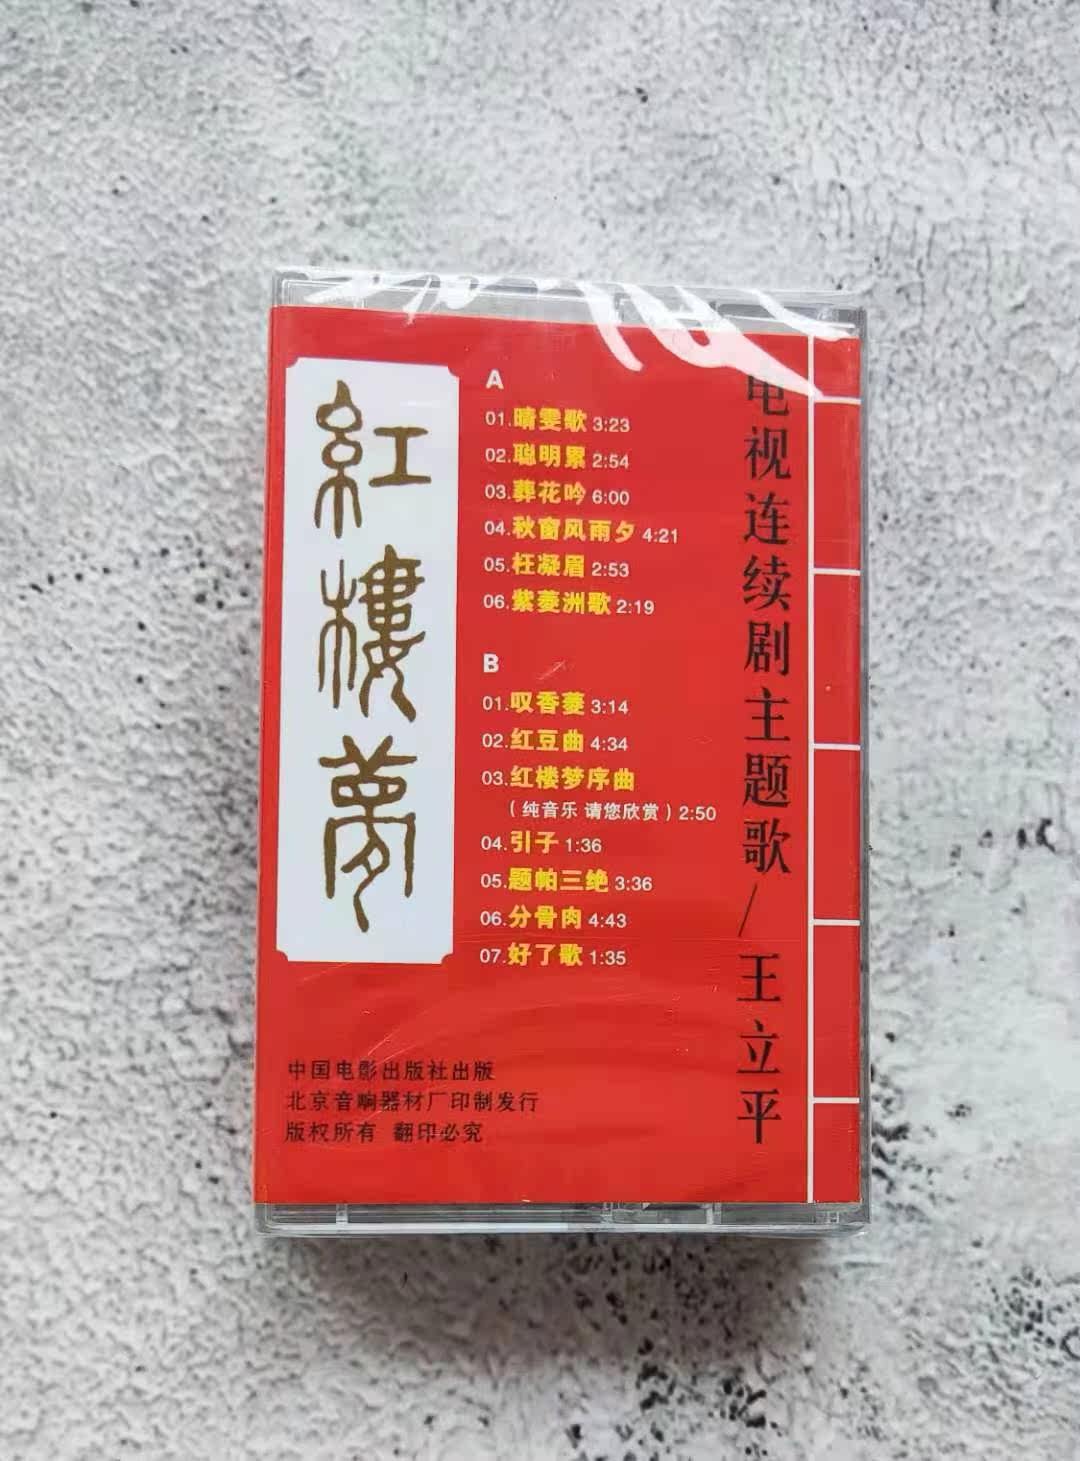 紅樓夢
A
01.晴雯歌 3:23
02.聪明累 2:54
03.葬花吟 6:00
04.秋窗风雨夕 4:21
05.枉凝眉 2:53
06.紫菱洲歌 2:19
B
01.叹香菱 3:14
02.红豆曲 4:34
03.红楼梦序曲
(纯音乐 请您欣赏) 2:50
04.引子 1:36
05.题帕三绝 3:36
06.分骨肉 4:43
07.好了歌 1:35
电视连续剧主题歌/王立平
中国电影出版社出版
北京音响器材厂印制发行
版权所有 翻印必究